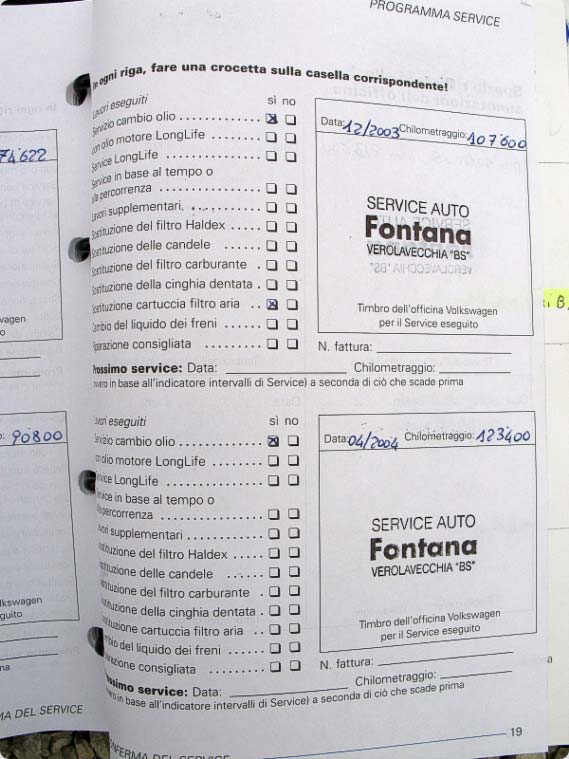 PROGRAMMA SERVICE
In ogni riga, fare una crocetta sulla casella corrispondente!
Lavori eseguiti sì no
Servizio cambio olio
con olio motore LongLife
Service LongLife
Service in base al tempo o
alla percorrenza
Lavori supplementari.
Sostituzione del filtro Haldex
Sostituzione delle candele
Sostituzione del filtro carburante
Sostituzione della cinghia dentata
Sostituzione cartuccia filtro aria
Cambio del liquido dei freni
Riparazione consigliata
Data: 12/2003 Chilometraggio: 107600
SERVICE AUTO
Fontana
VEROLAVECCHIA "BS"
Timbro dell'officina Volkswagen
per il Service eseguito
N. fattura:
Prossimo service: Data: Chilometraggio:
(ovvero in base all'indicatore intervalli di Service) a seconda di ciò che scade prima
Lavori eseguiti sì no
Servizio cambio olio
con olio motore LongLife
Service LongLife
Service in base al tempo o
alla percorrenza
Lavori supplementari
Sostituzione del filtro Haldex
Sostituzione delle candele
Sostituzione del filtro carburante
Sostituzione della cinghia dentata
Sostituzione cartuccia filtro aria
Cambio del liquido dei freni
Riparazione consigliata
Data: 04/2004 Chilometraggio: 123400
SERVICE AUTO
Fontana
VEROLAVECCHIA "BS"
Timbro dell'officina Volkswagen
per il Service eseguito
N. fattura:
Prossimo service: Data: Chilometraggio:
(ovvero in base all'indicatore intervalli di Service) a seconda di ciò che scade prima
19
74622
90800
MA DEL SERVICE
CONFERMA DEL SERVICE